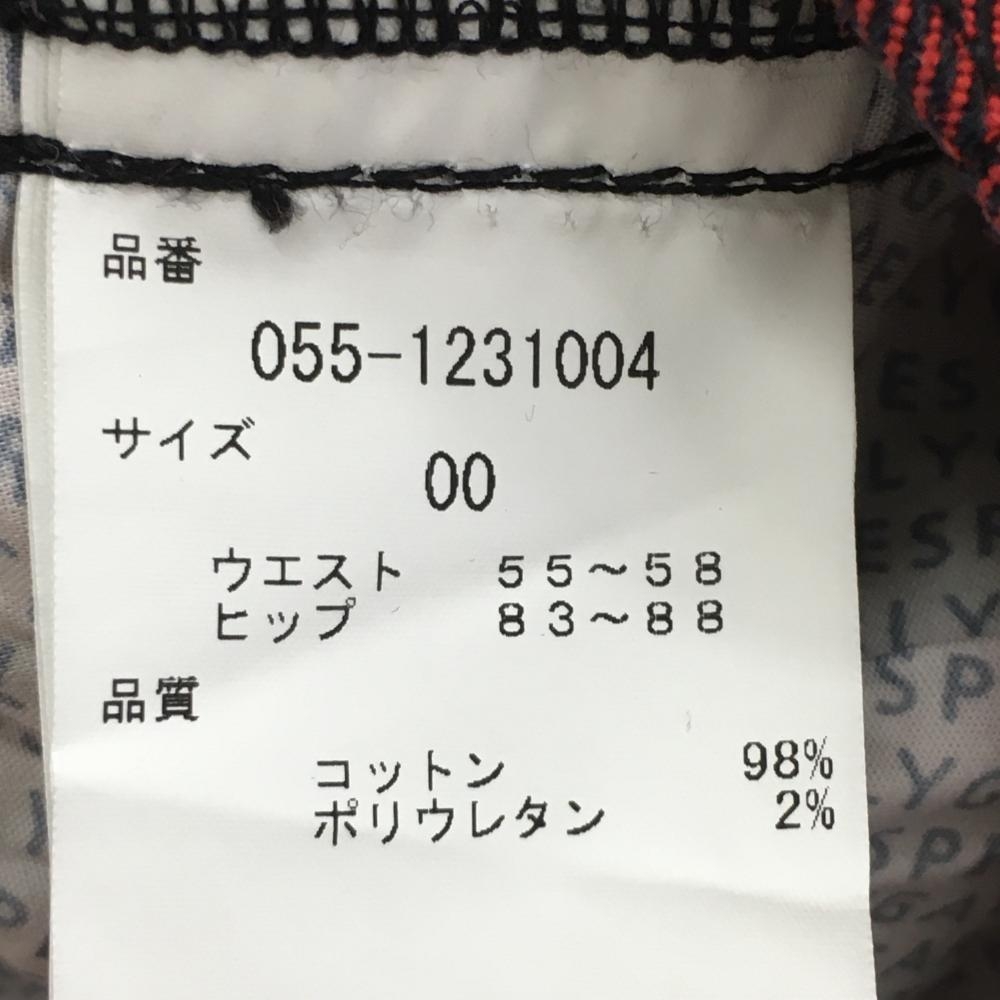 品番
055-1231004
サイズ
00
ウエスト 55〜58
ヒップ 83〜88
品質
コットン 98%
ポリウレタン 2%